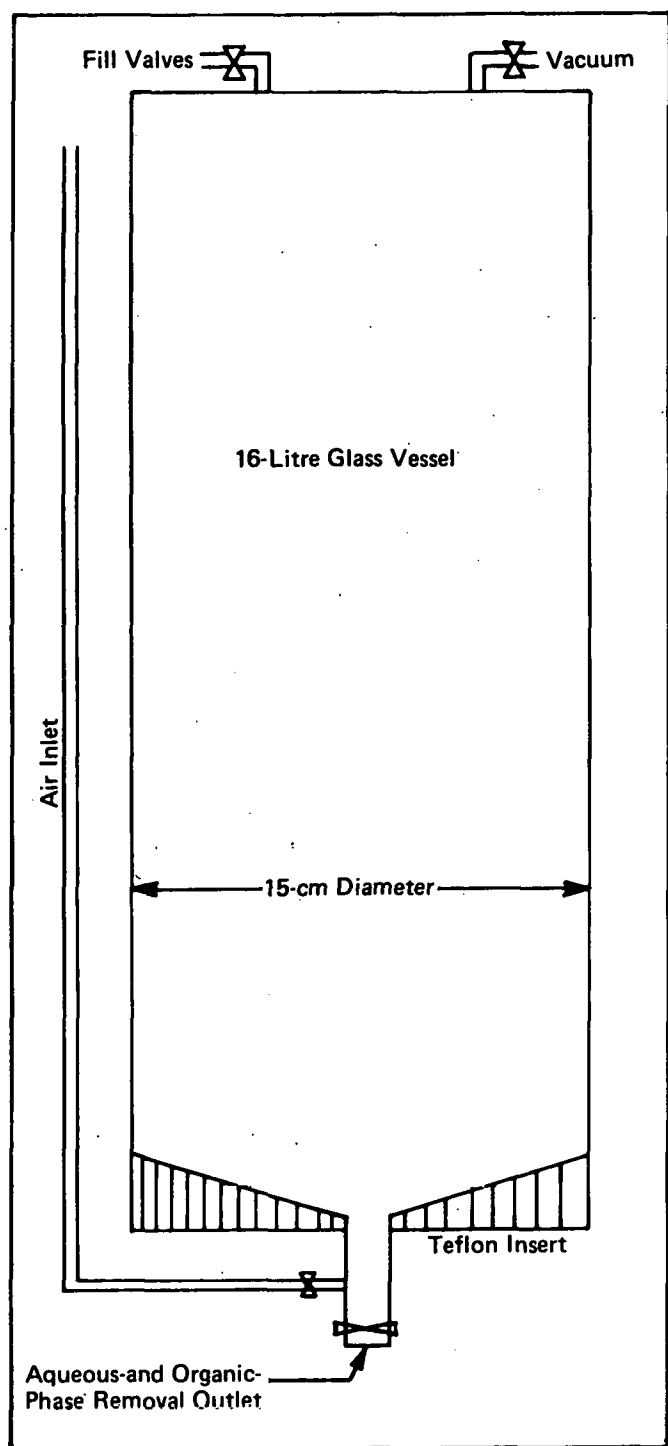 Fill Valves
Vacuum
16-Litre Glass Vessel
Air Inlet
15-cm Diameter
Teflon Insert
Aqueous-and Organic-
Phase Removal Outlet